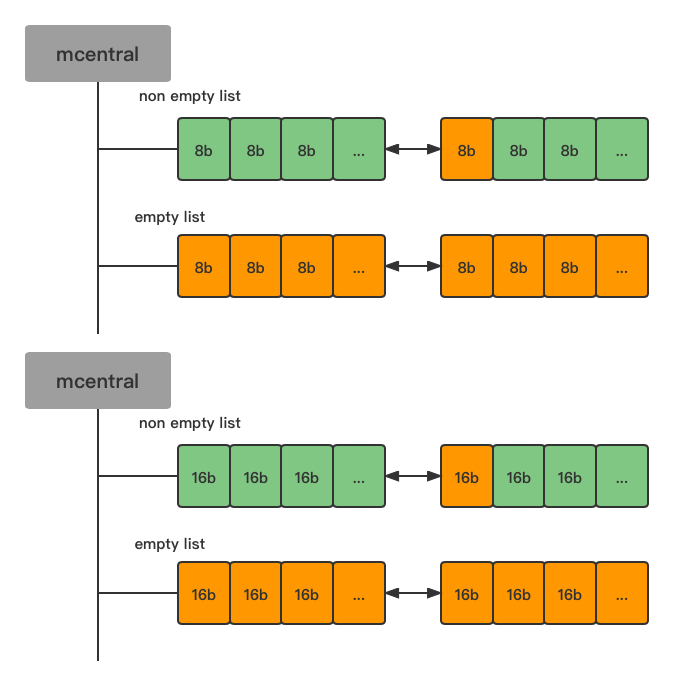 mcentral
non empty list
8b 8b 8b ... 8b 8b 8b ...
empty list
8b 8b 8b ... 8b 8b 8b ...
mcentral
non empty list
16b 16b 16b ... 16b 16b 16b ...
empty list
16b 16b 16b ... 16b 16b 16b ...